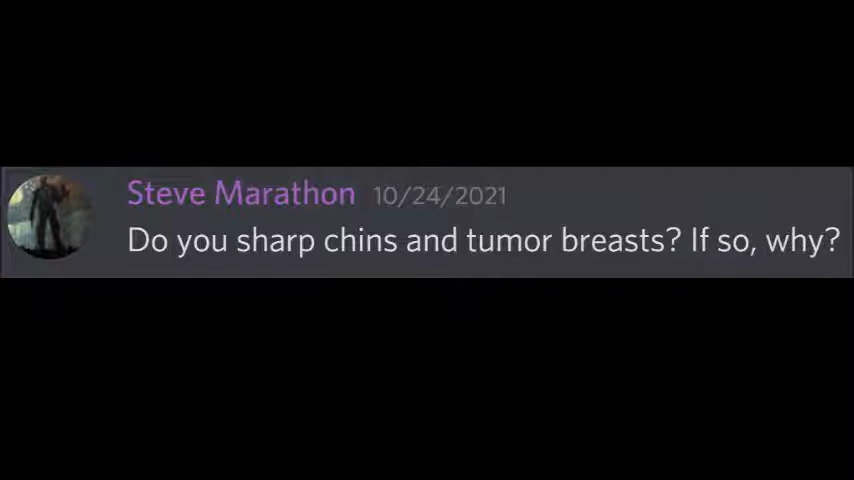 Steve Marathon 10/24/2021
Do you sharp chins and tumor breasts? If so, why?